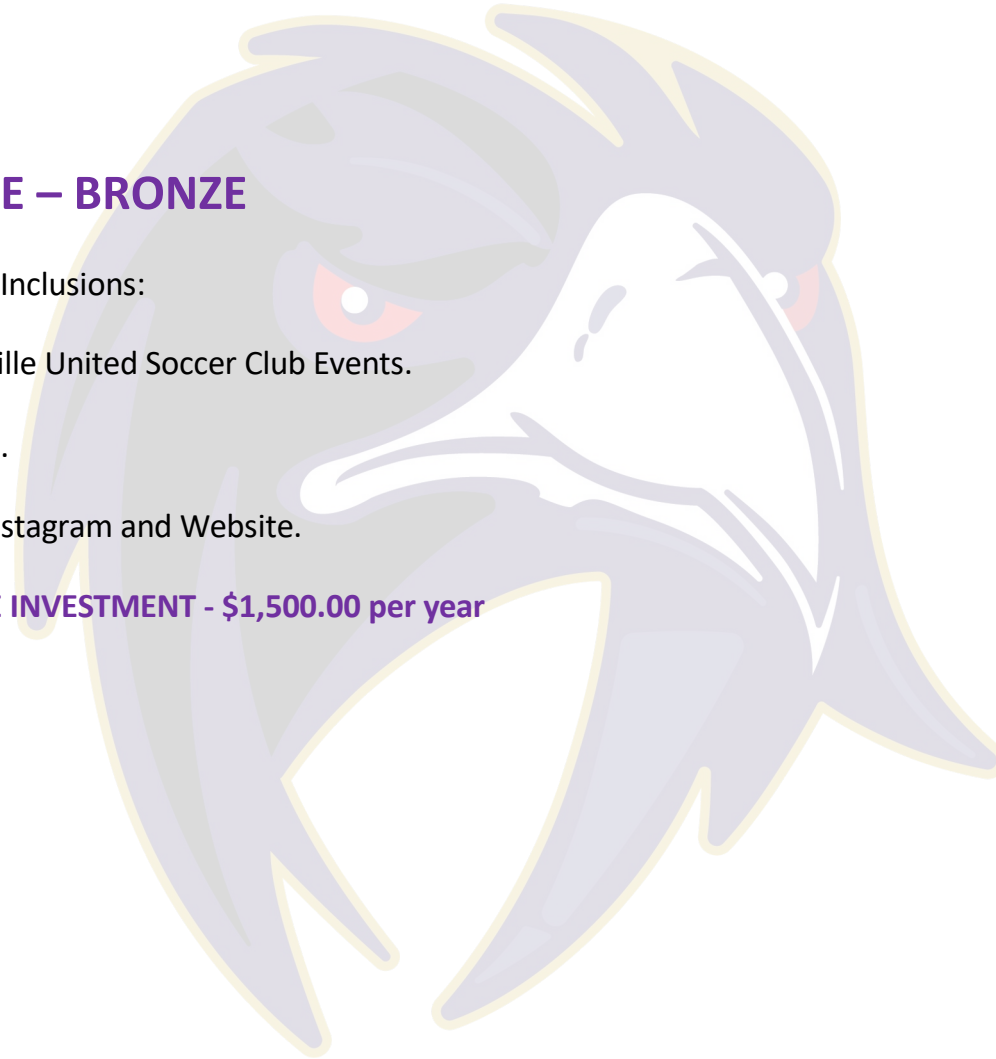 E – BRONZE
Inclusions:
ille United Soccer Club Events.
.
stagram and Website.
INVESTMENT - $1,500.00 per year